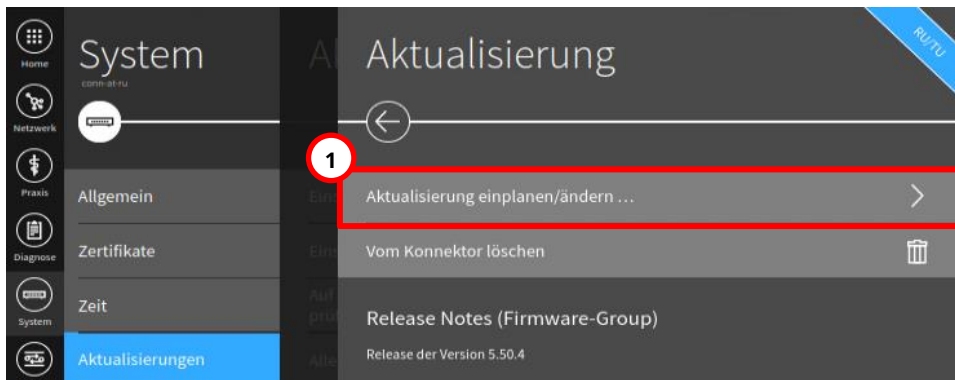 Home
Netzwerk
Praxis
Diagnose
System
System
conn-at-ru
Allgemein
Zertifikate
Zeit
Aktualisierungen
Aktualisierung
RU/TU
1
Aktualisierung einplanen/ändern ...
Vom Konnektor löschen
Release Notes (Firmware-Group)
Release der Version 5.50.4